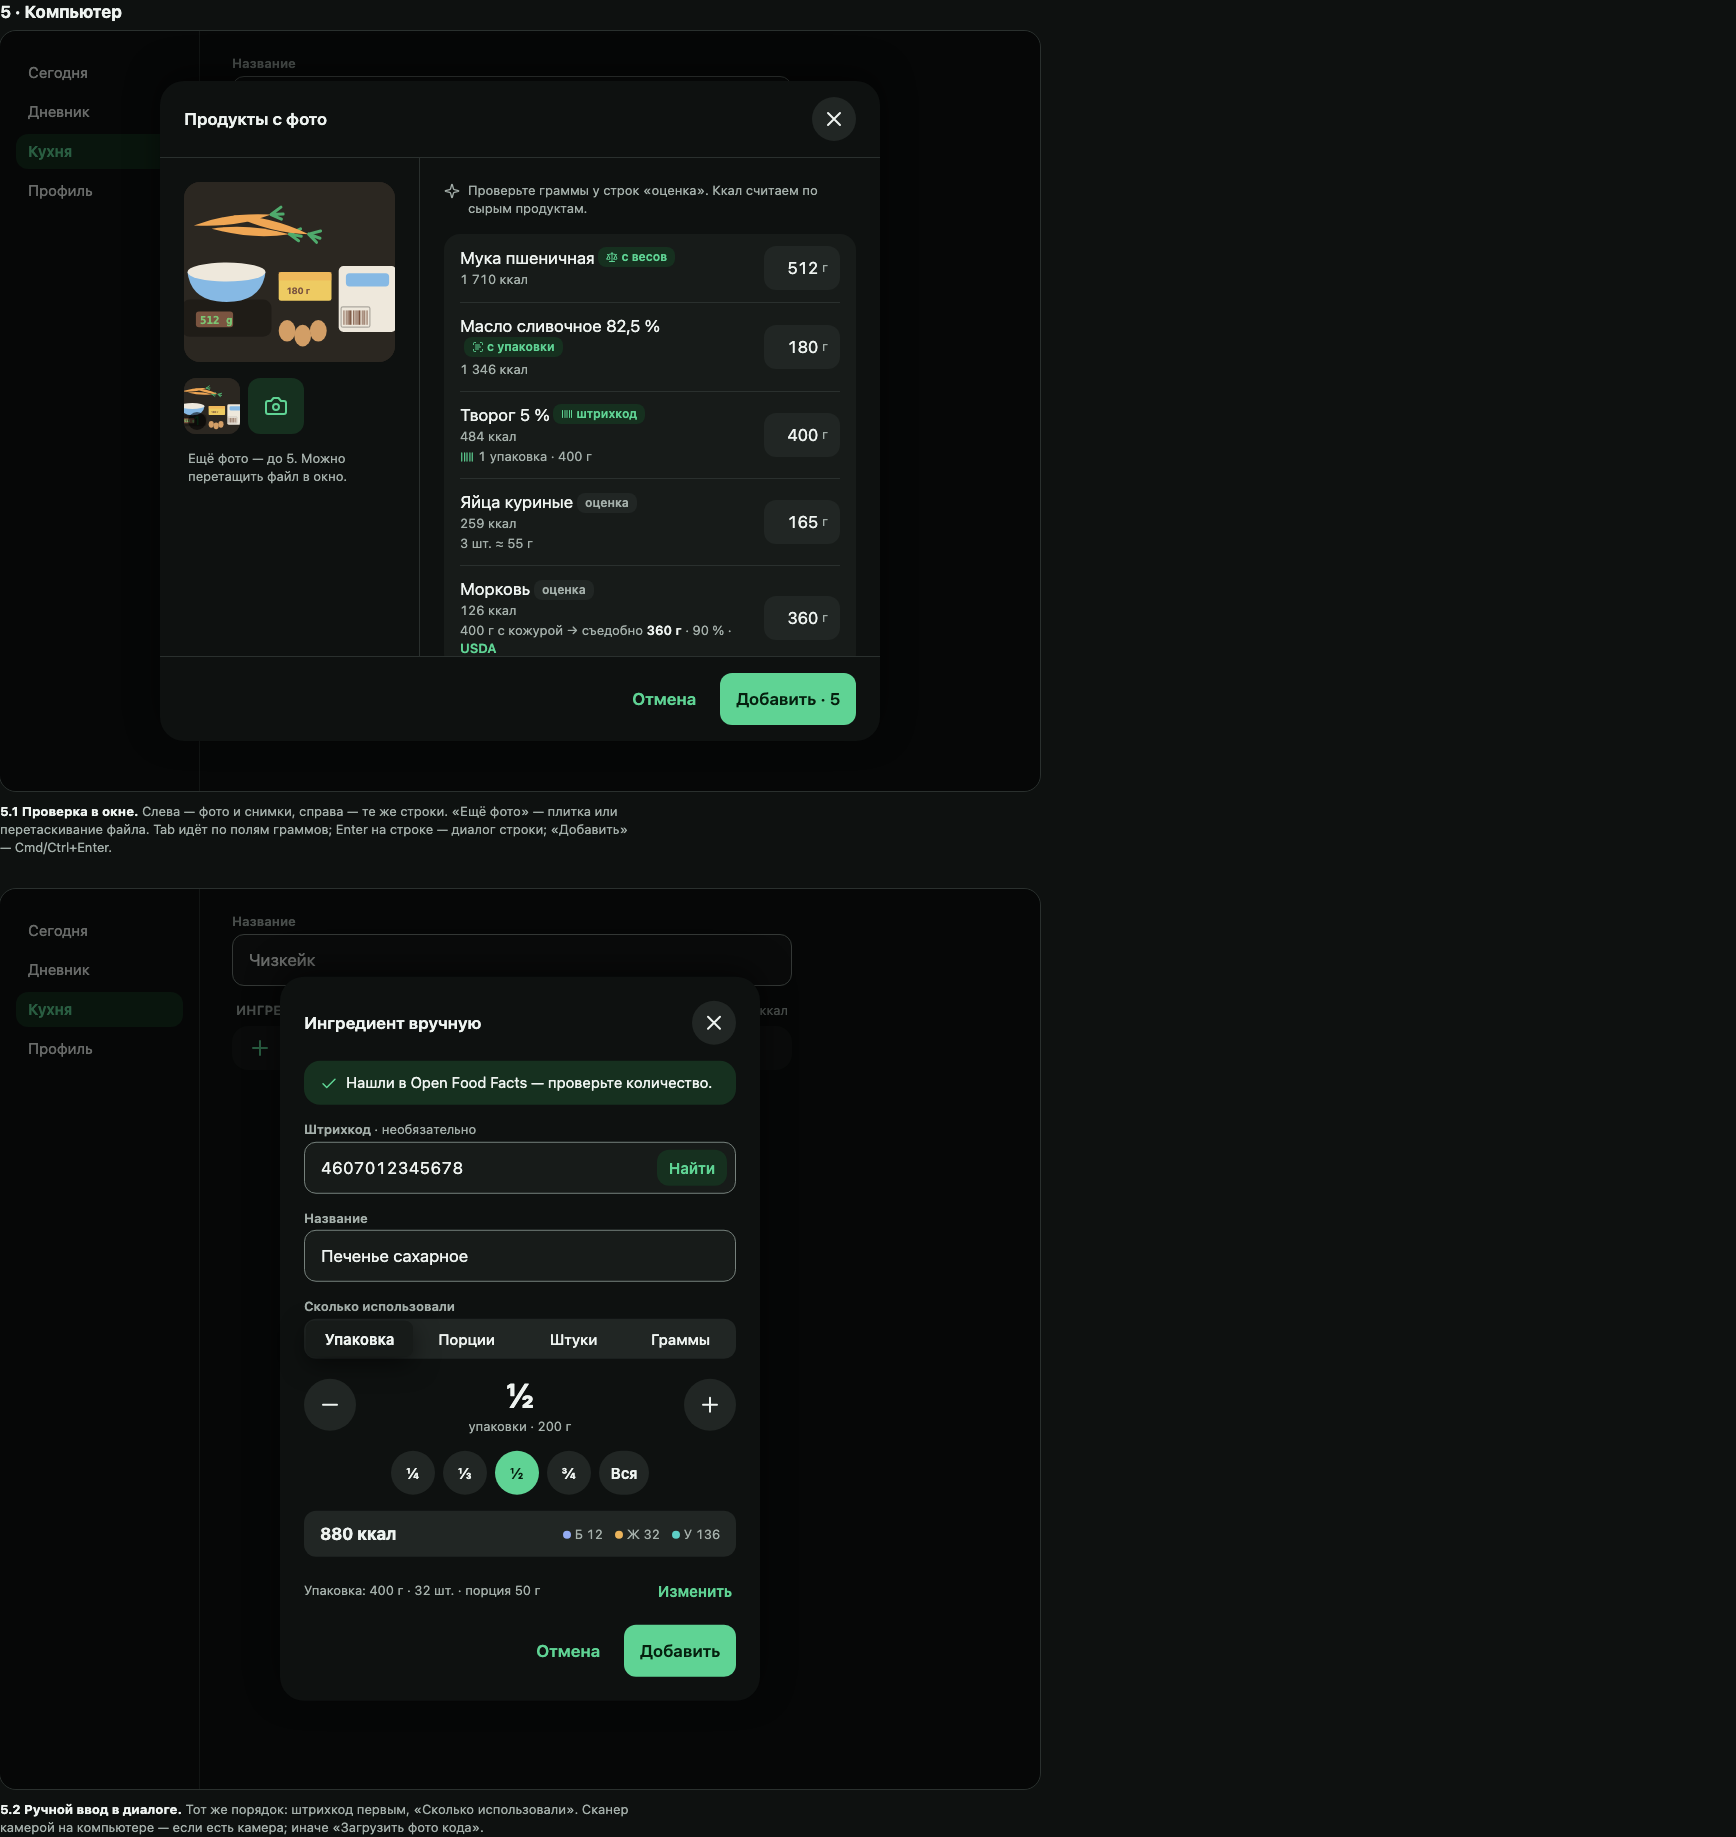 5 · Компьютер
Сегодня
Дневник
Кухня
Профиль
Название
Продукты с фото
180 г
512 g
Ещё фото — до 5. Можно
перетащить файл в окно.
Проверьте граммы у строк «оценка». Ккал считаем по
сырым продуктам.
Мука пшеничная с весов
1 710 ккал
512 г
Масло сливочное 82,5 %
с упаковки
1 346 ккал
180 г
Творог 5 % штрихкод
484 ккал
1 упаковка · 400 г
400 г
Яйца куриные оценка
259 ккал
3 шт. ≈ 55 г
165 г
Морковь оценка
126 ккал
400 г с кожурой → съедобно 360 г · 90 % ·
USDA
360 г
Отмена
Добавить · 5
5.1 Проверка в окне. Слева — фото и снимки, справа — те же строки. «Ещё фото» — плитка или
перетаскивание файла. Tab идёт по полям граммов; Enter на строке — диалог строки; «Добавить»
— Cmd/Ctrl+Enter.
Сегодня
Дневник
Кухня
Профиль
Название
Чизкейк
ИНГРЕ
ккал
Ингредиент вручную
Нашли в Open Food Facts — проверьте количество.
Штрихкод · необязательно
4607012345678
Найти
Название
Печенье сахарное
Сколько использовали
Упаковка Порции Штуки Граммы
½
упаковки · 200 г
¼ ⅓ ½ ¾ Вся
880 ккал
Б 12 Ж 32 У 136
Упаковка: 400 г · 32 шт. · порция 50 г
Изменить
Отмена
Добавить
5.2 Ручной ввод в диалоге. Тот же порядок: штрихкод первым, «Сколько использовали». Сканер
камерой на компьютере — если есть камера; иначе «Загрузить фото кода».